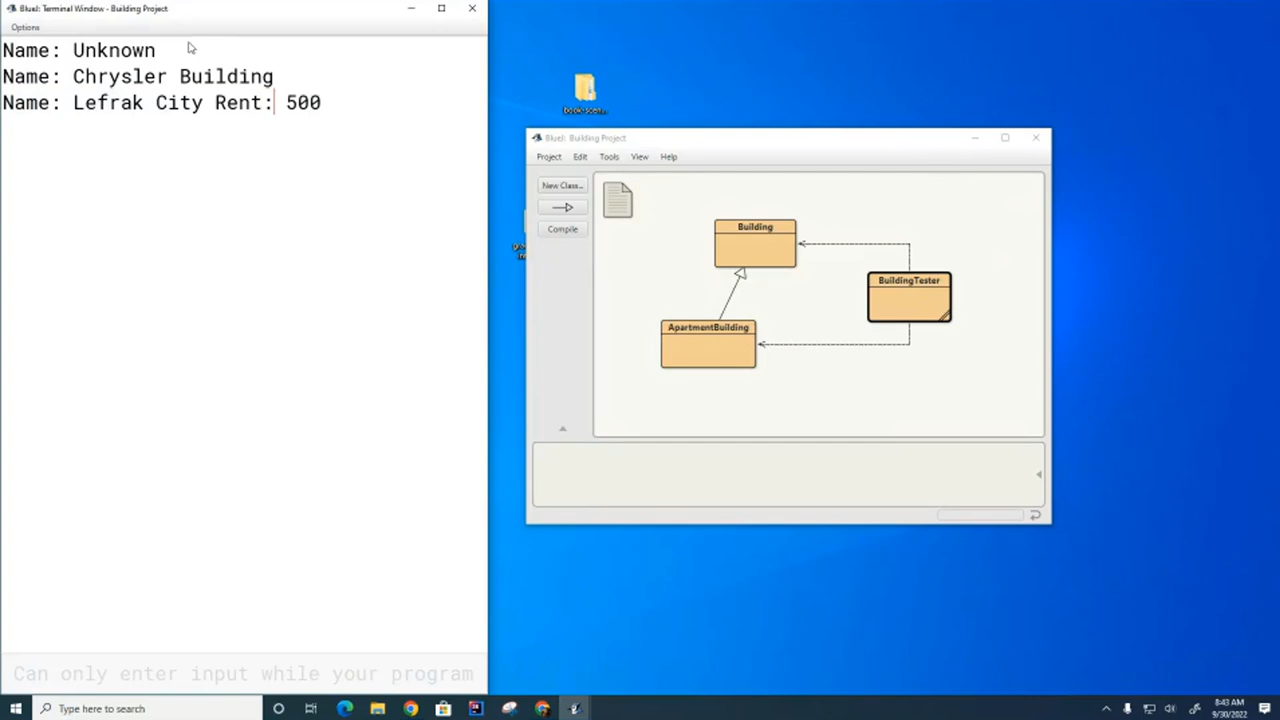 BlueJ: Terminal Window - Building Project
Options
Name: Unknown
Name: Chrysler Building
Name: Lefrak City Rent: 500
Can only enter input while your program
book-scen...
BlueJ: Building Project
Project Edit Tools View Help
New Class...
Compile
Building
BuildingTester
ApartmentBuilding
Type here to search
8:43 AM
9/30/2022